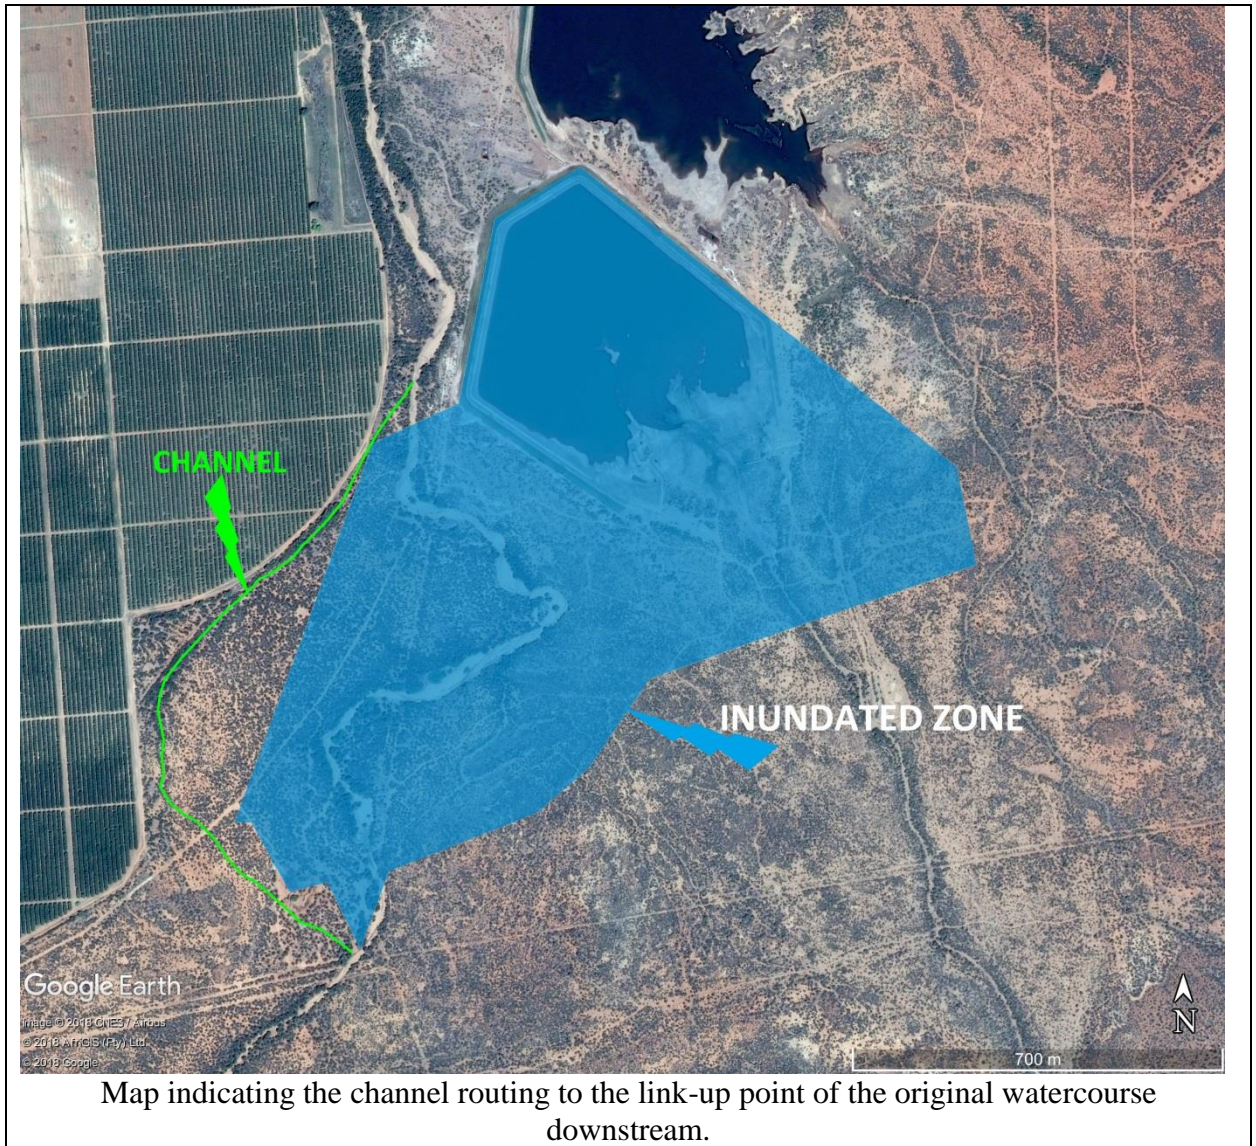 CHANNEL
INUNDATED ZONE
Google Earth
Image © 2018 CNES / Airbus
© 2018 AfriGIS (Pty) Ltd.
© 2018 Google
N
700 m
Map indicating the channel routing to the link-up point of the original watercourse
downstream.